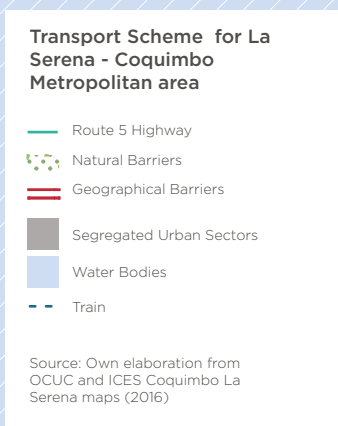 Transport Scheme for La
Serena - Coquimbo
Metropolitan area
Route 5 Highway
Natural Barriers
Geographical Barriers
Segregated Urban Sectors
Water Bodies
Train
Source: Own elaboration from
OCUC and ICES Coquimbo La
Serena maps (2016)